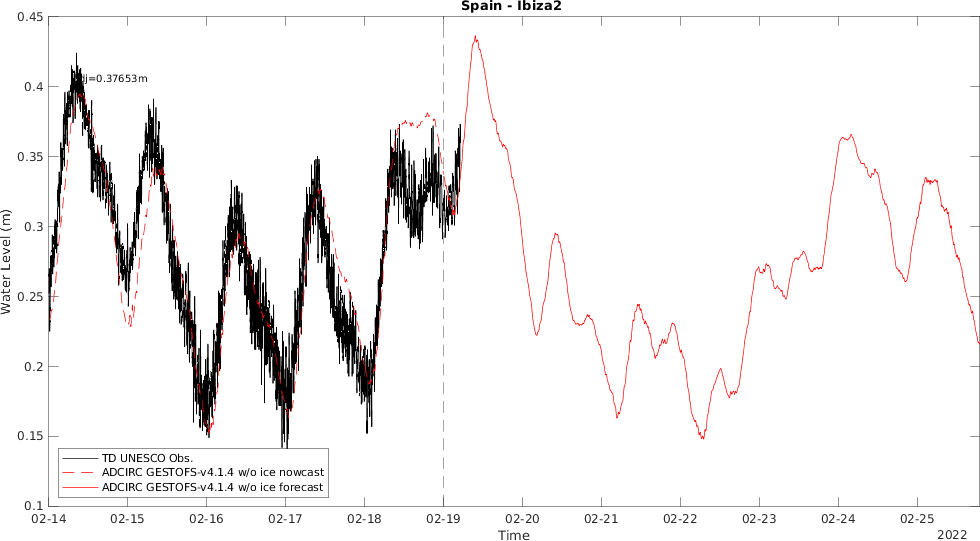 Spain - Ibiza2
0.45
0.4
0.35
0.3
0.25
0.2
0.15
0.1
Water Level (m)
j=0.37653m
TD UNESCO Obs.
ADCIRC GESTOFS-v4.1.4 w/o ice nowcast
ADCIRC GESTOFS-v4.1.4 w/o ice forecast
02-14 02-15 02-16 02-17 02-18 02-19 02-20 02-21 02-22 02-23 02-24 02-25
Time
2022